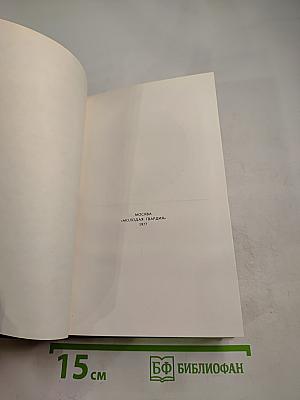 МОСКВА
«МОЛОДАЯ ГВАРДИЯ»
1977
15 см
БФ БИБЛИОФАН